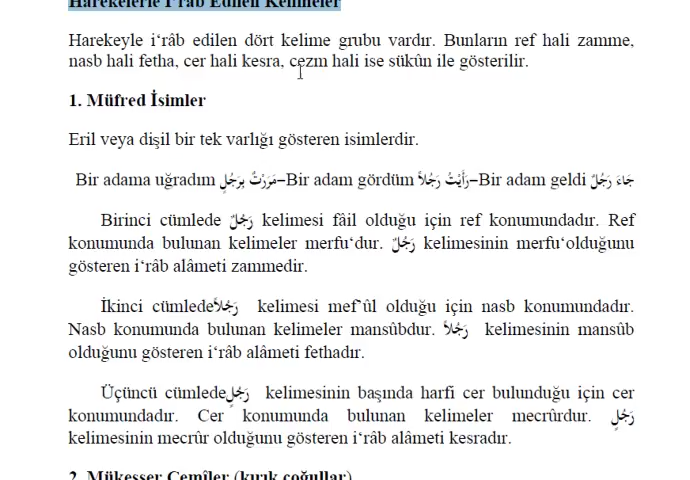 Harekelerle İ‘râb Edilen Kelimeler
Harekeyle i‘râb edilen dört kelime grubu vardır. Bunların ref hali zamme,
nasb hali fetha, cer hali kesra, cezm hali ise sükûn ile gösterilir.
1. Müfred İsimler
Eril veya dişil bir tek varlığı gösteren isimlerdir.
Bir adama uğradım مَرَرْتُ بِرَجُلٍ–Bir adam gördüm رَأَيْتُ رَجُلاً–Bir adam geldi جَاءَ رَجُلٌ
Birinci cümlede رَجُلٌ kelimesi fâil olduğu için ref konumundadır. Ref
konumunda bulunan kelimeler merfu‘dur. رَجُلٌ kelimesinin merfu‘olduğunu
gösteren i‘râb alâmeti zammedir.
İkinci cümledeرَجُلاً kelimesi mef`ûl olduğu için nasb konumundadır.
Nasb konumunda bulunan kelimeler mansûbdur. رَجُلاً kelimesinin mansûb
olduğunu gösteren i‘râb alâmeti fethadır.
Üçüncü cümledeرَجُلٍ kelimesinin başında harfi cer bulunduğu için cer
konumundadır. Cer konumunda bulunan kelimeler mecrûrdur. رَجُلٍ
kelimesinin mecrûr olduğunu gösteren i‘râb alâmeti kesradır.
2. Mükesser Cemîler (kırık çoğullar)